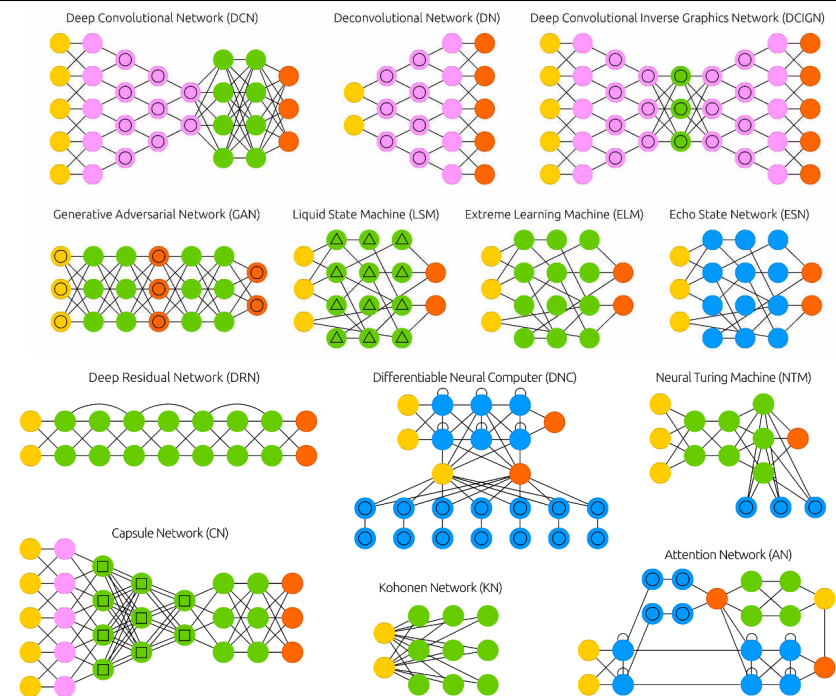 Deep Convolutional Network (DCN)
Deconvolutional Network (DN)
Deep Convolutional Inverse Graphics Network (DCIGN)
Generative Adversarial Network (GAN)
Liquid State Machine (LSM)
Extreme Learning Machine (ELM)
Echo State Network (ESN)
Deep Residual Network (DRN)
Differentiable Neural Computer (DNC)
Neural Turing Machine (NTM)
Capsule Network (CN)
Kohonen Network (KN)
Attention Network (AN)